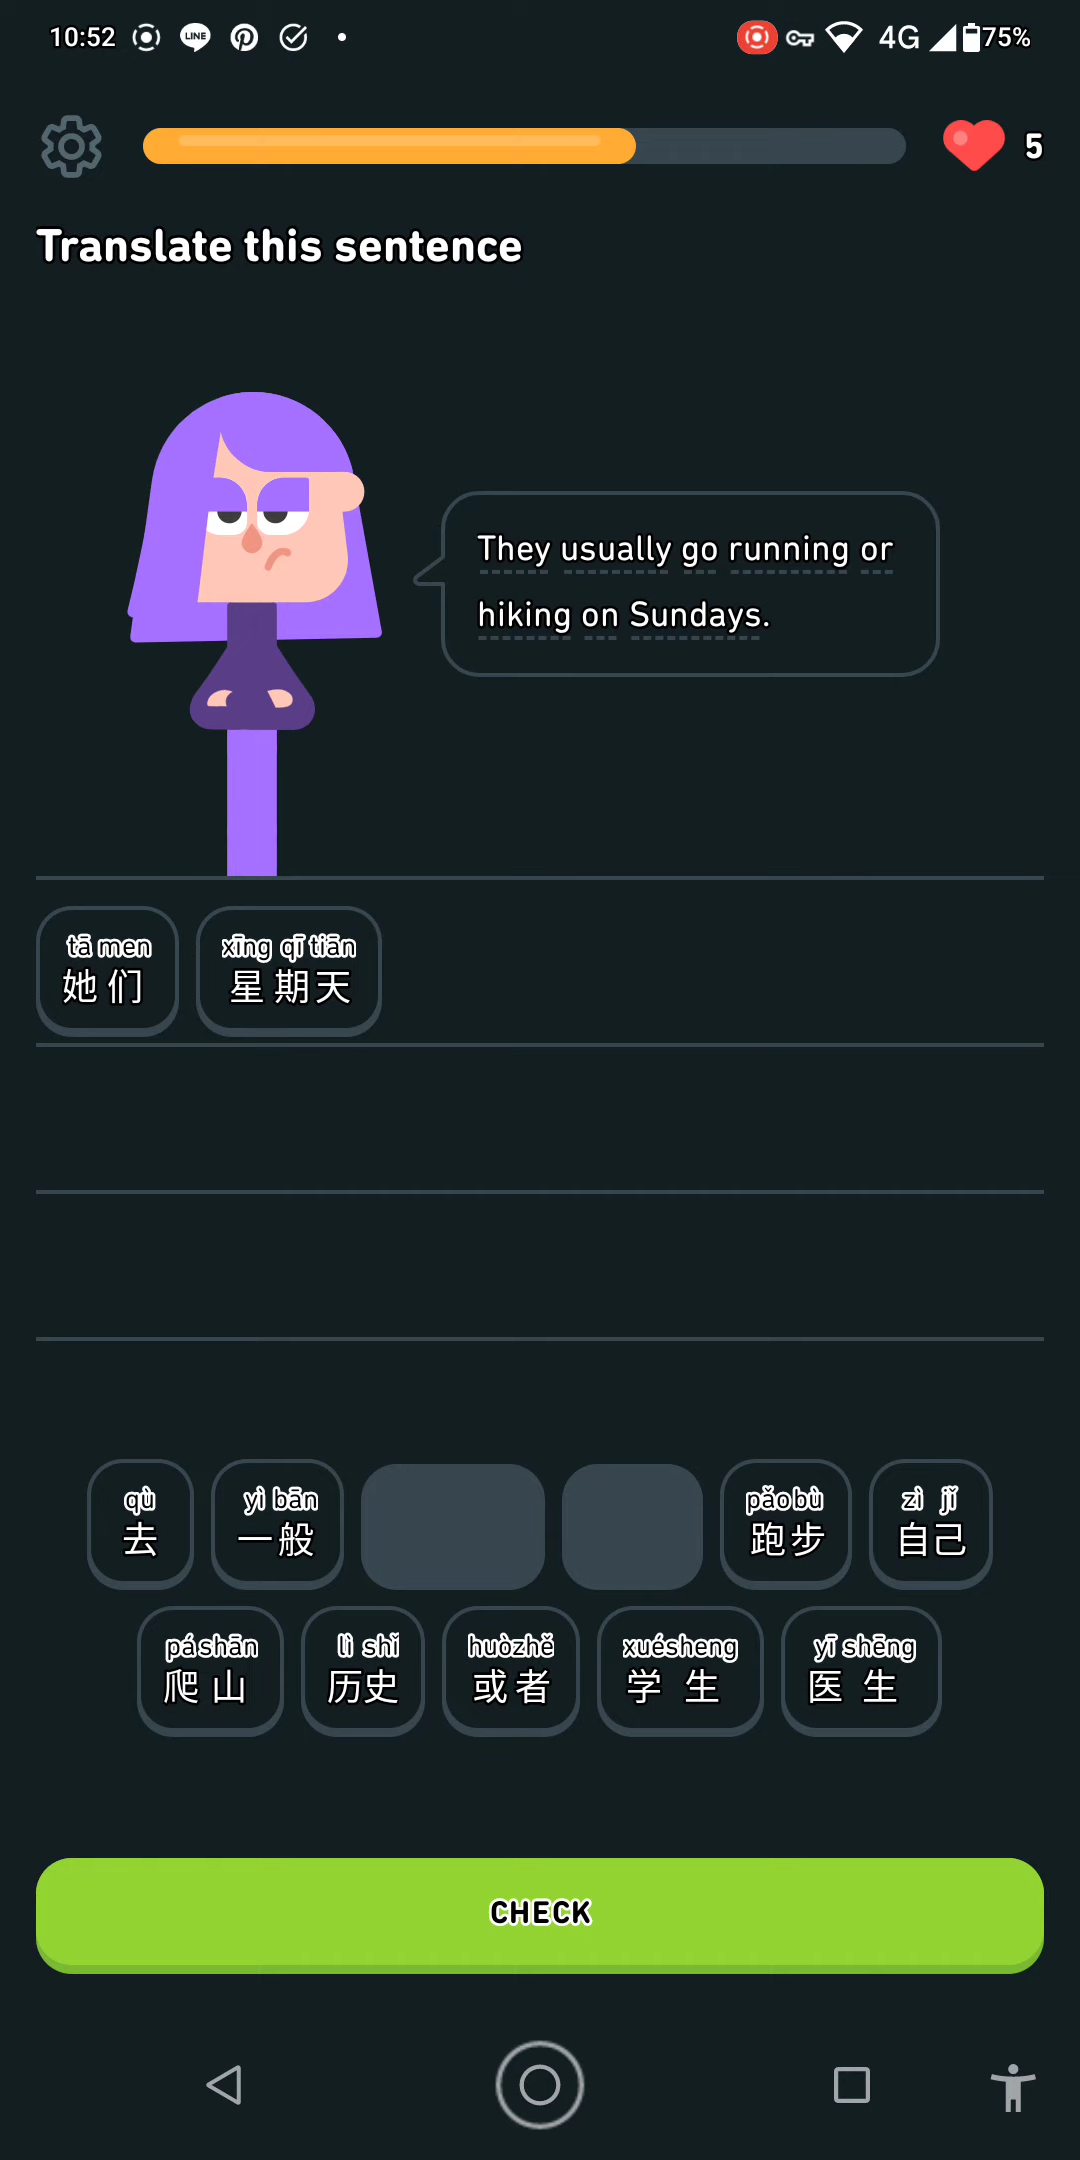 10:52
LINE
4G
75%
5
Translate this sentence
They usually go running or
hiking on Sundays.
tā men
xīng qī tiān
她们
星期天
qù
yì bān
pǎobù
zì jǐ
去
一般
跑步
自己
páshān
lì shǐ
huòzhě
xuésheng
yī shēng
爬山
历史
或者
学生
医生
CHECK